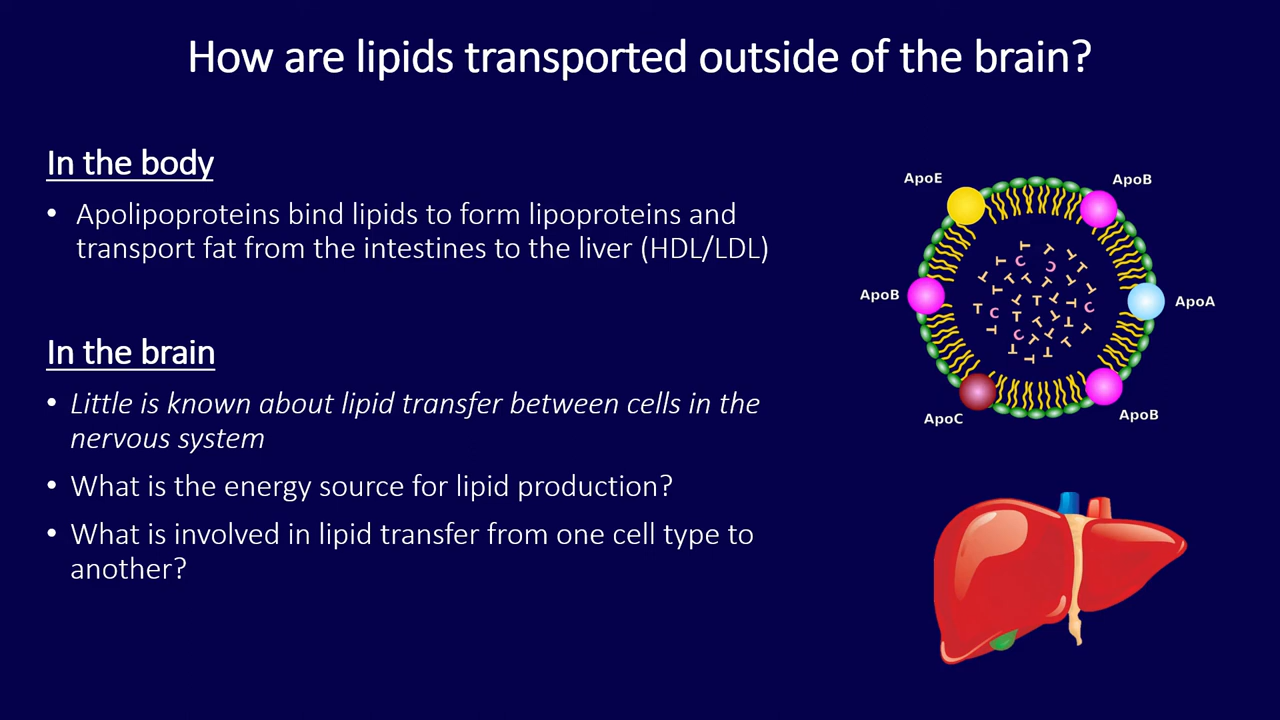 How are lipids transported outside of the brain?
In the body
• Apolipoproteins bind lipids to form lipoproteins and
transport fat from the intestines to the liver (HDL/LDL)
In the brain
• Little is known about lipid transfer between cells in the
nervous system
• What is the energy source for lipid production?
• What is involved in lipid transfer from one cell type to
another?
ApoE
ApoB
ApoB
ApoA
ApoC
ApoB